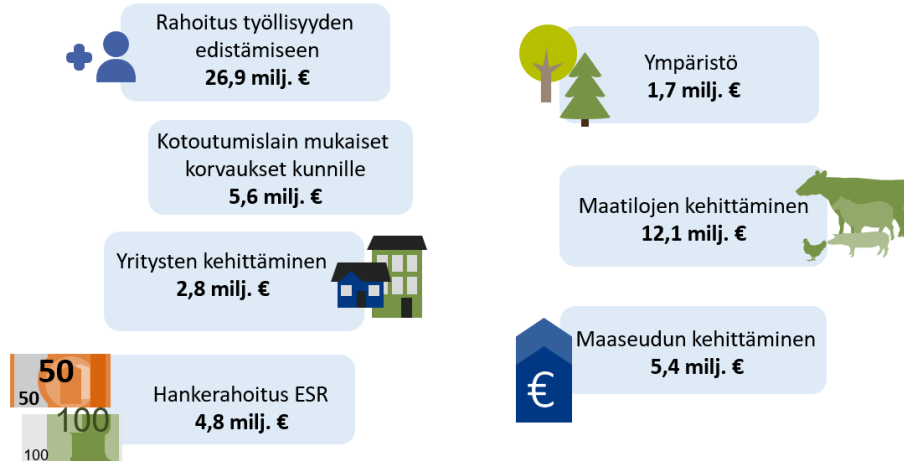 Rahoitus työllisyyden
edistämiseen
26,9 milj. €
Kotoutumislain mukaiset
korvaukset kunnille
5,6 milj. €
Yritysten kehittäminen
2,8 milj. €
50
50
100
100
Hankerahoitus ESR
4,8 milj. €
Ympäristö
1,7 milj. €
Maatilojen kehittäminen
12,1 milj. €
Maaseudun kehittäminen
5,4 milj. €
€